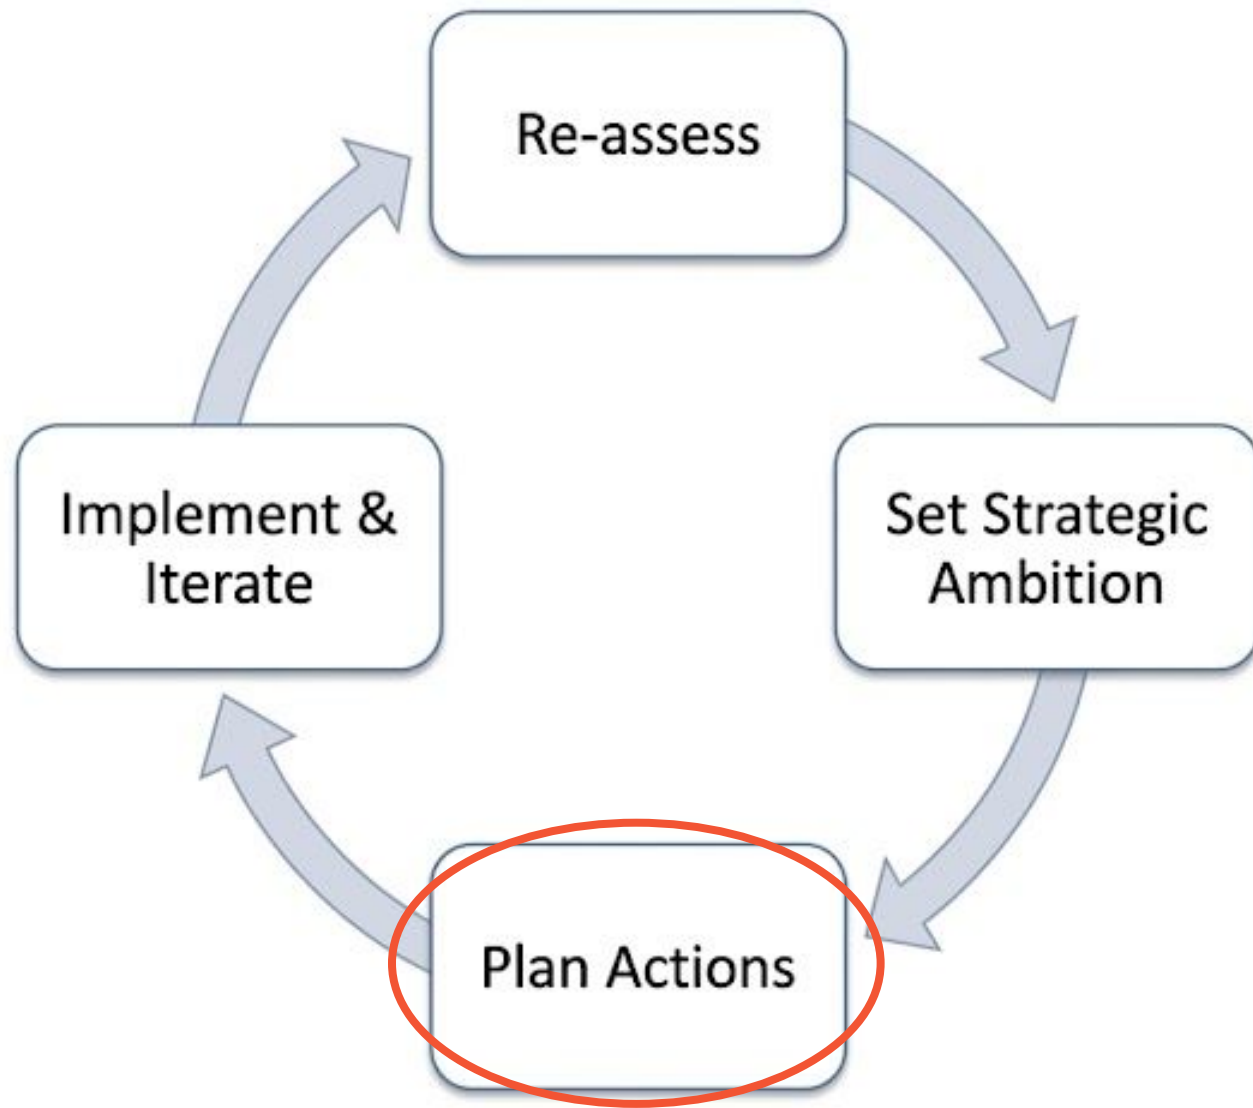 Re-assess
Set Strategic
Ambition
Plan Actions
Implement &
Iterate